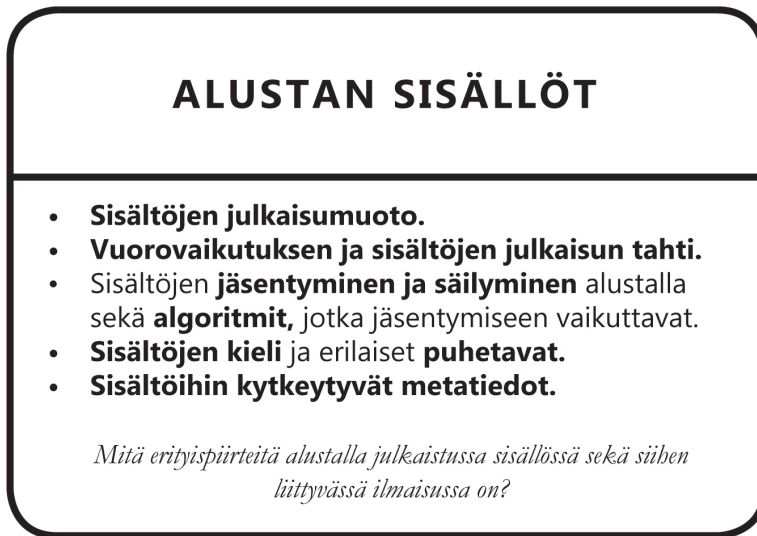 ALUSTAN SISÄLLÖT
• Sisältöjen julkaisumuoto.
• Vuorovaikutuksen ja sisältöjen julkaisun tahti.
• Sisältöjen jäsentyminen ja säilyminen alustalla
sekä algoritmit, jotka jäsentymiseen vaikuttavat.
• Sisältöjen kieli ja erilaiset puhetavat.
• Sisältöihin kytkeytyvät metatiedot.
Mitä erityispiirteitä alustalla julkaistussa sisällössä sekä siihen
liittyvässä ilmaisussa on?